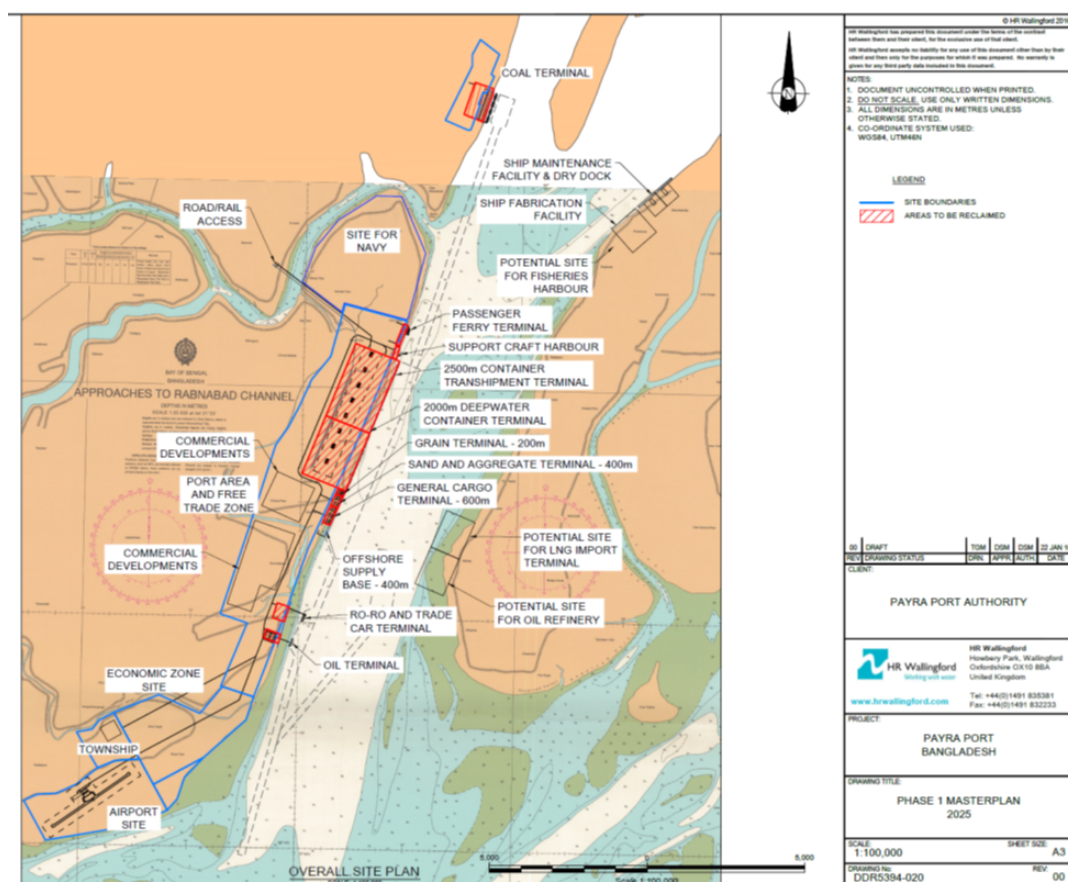 COAL TERMINAL
SHIP MAINTENANCE
FACILITY & DRY DOCK
SHIP FABRICATION
FACILITY
ROAD/RAIL
ACCESS
SITE FOR
NAVY
POTENTIAL SITE
FOR FISHERIES
HARBOUR
PASSENGER
FERRY TERMINAL
SUPPORT CRAFT HARBOUR
2500m CONTAINER
TRANSHIPMENT TERMINAL
BAY OF BENGAL
BANGLADESH
APPROACHES TO RABNABAD CHANNEL
DEPTHS IN METRES
2000m DEEPWATER
CONTAINER TERMINAL
GRAIN TERMINAL - 200m
COMMERCIAL
DEVELOPMENTS
SAND AND AGGREGATE TERMINAL - 400m
PORT AREA
AND FREE
TRADE ZONE
GENERAL CARGO
TERMINAL - 600m
COMMERCIAL
DEVELOPMENTS
OFFSHORE
SUPPLY
BASE - 400m
POTENTIAL SITE
FOR LNG IMPORT
TERMINAL
POTENTIAL SITE
FOR OIL REFINERY
RO-RO AND TRADE
CAR TERMINAL
OIL TERMINAL
ECONOMIC ZONE
SITE
TOWNSHIP
AIRPORT
SITE
OVERALL SITE PLAN
5,000
0
5,000
Scale 1:100,000
N
© HR Wallingford 201
HR Wallingford has prepared this document under the terms of the contract
between them and their client, for the exclusive use of that client.
HR Wallingford accepts no liability for any use of this document other than by their
client and then only for the purposes for which it was prepared. No warranty is
given for any third party data included in this document.
NOTES:
1. DOCUMENT UNCONTROLLED WHEN PRINTED.
2. DO NOT SCALE. USE ONLY WRITTEN DIMENSIONS.
3. ALL DIMENSIONS ARE IN METRES UNLESS
OTHERWISE STATED.
4. CO-ORDINATE SYSTEM USED:
WGS84, UTM46N
LEGEND
SITE BOUNDARIES
AREAS TO BE RECLAIMED
00 DRAFT TGM DSM DSM 22 JAN 1
REV DRAWING STATUS DRN. APPR. AUTH. DATE
CLIENT:
PAYRA PORT AUTHORITY
HR Wallingford
Working with water
www.hrwallingford.com
HR Wallingford
Howbery Park, Wallingford
Oxfordshire OX10 8BA
United Kingdom
Tel: +44(0)1491 835381
Fax: +44(0)1491 832233
PROJECT:
PAYRA PORT
BANGLADESH
DRAWING TITLE:
PHASE 1 MASTERPLAN
2025
SCALE:
1:100,000
SHEET SIZE:
A3
DRAWING No:
DDR5394-020
REV:
00